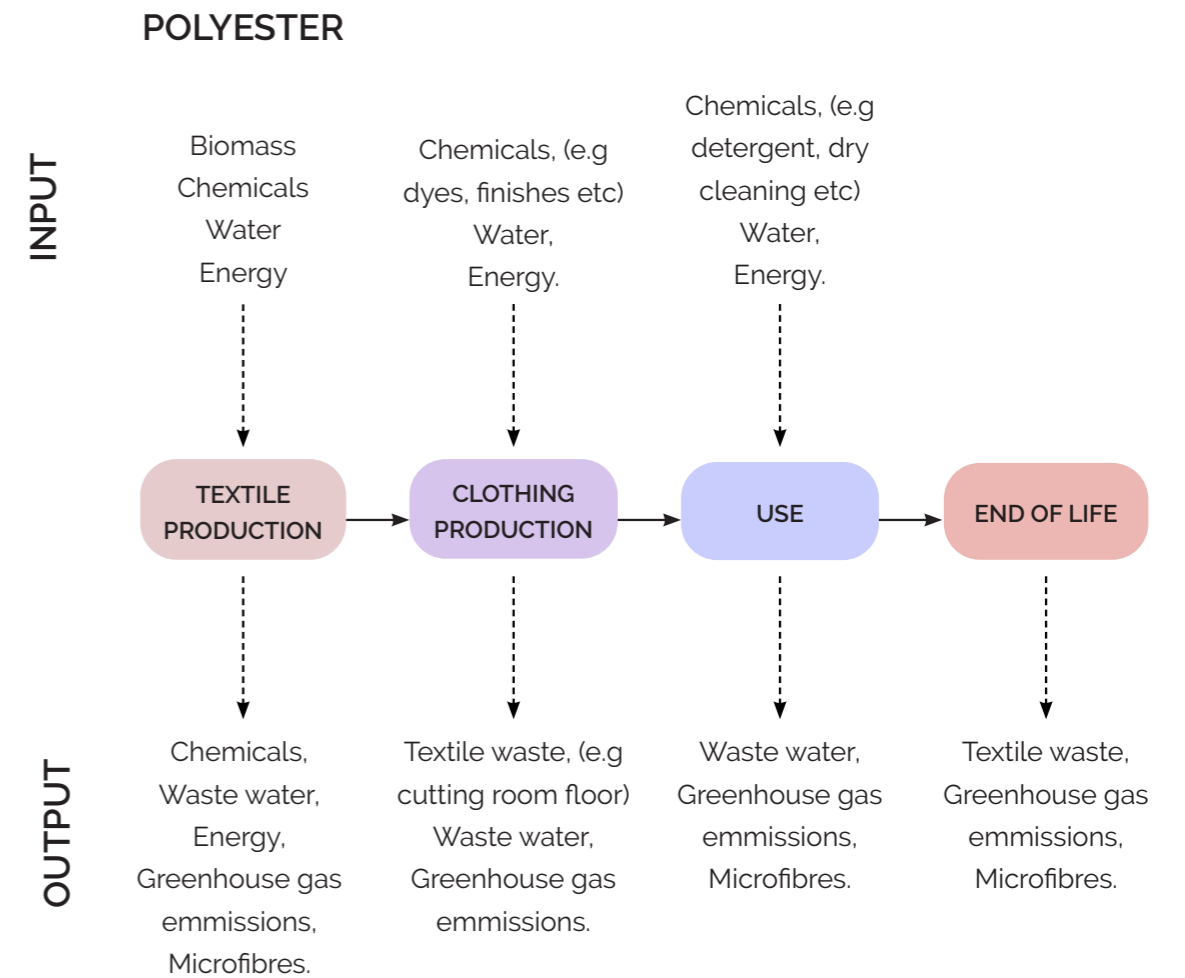 POLYESTER
INPUT
Biomass
Chemicals
Water
Energy
Chemicals, (e.g
dyes, finishes etc)
Water,
Energy.
Chemicals, (e.g
detergent, dry
cleaning etc)
Water,
Energy.
TEXTILE
PRODUCTION
CLOTHING
PRODUCTION
USE
END OF LIFE
OUTPUT
Chemicals,
Waste water,
Energy,
Greenhouse gas
emmissions,
Microfibres.
Textile waste, (e.g
cutting room floor)
Waste water,
Greenhouse gas
emmissions.
Waste water,
Greenhouse gas
emmissions,
Microfibres.
Textile waste,
Greenhouse gas
emmissions,
Microfibres.